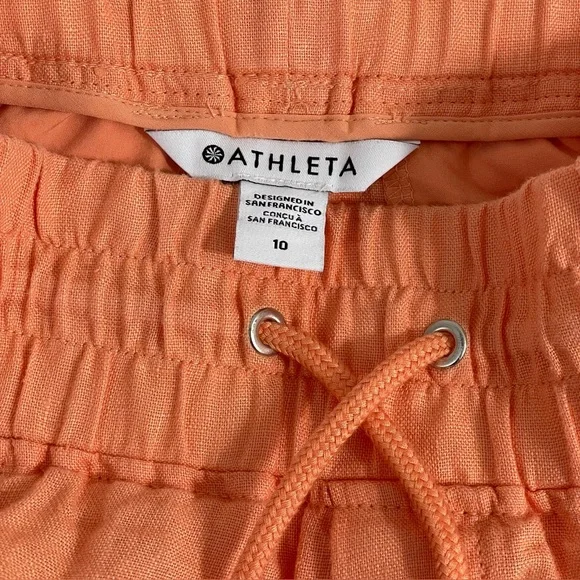 ATHLETA
DESIGNED IN
SAN FRANCISCO
CONÇU À
SAN FRANCISCO
10